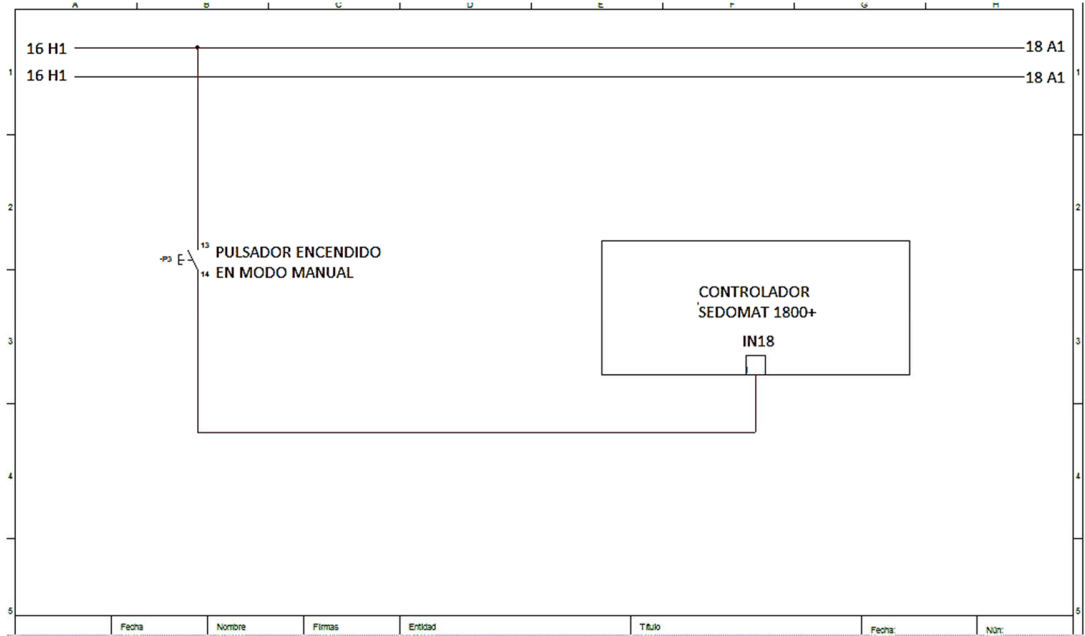 A B C D E F G H
16 H1
18 A1
1
1
16 H1
18 A1
2
2
13
-P3
PULSADOR ENCENDIDO
14
EN MODO MANUAL
CONTROLADOR
SEDOMAT 1800+
IN18
3
3
4
4
5
5
Fecha
Nombre
Firmas
Entidad
Título
Fecha:
Núm: